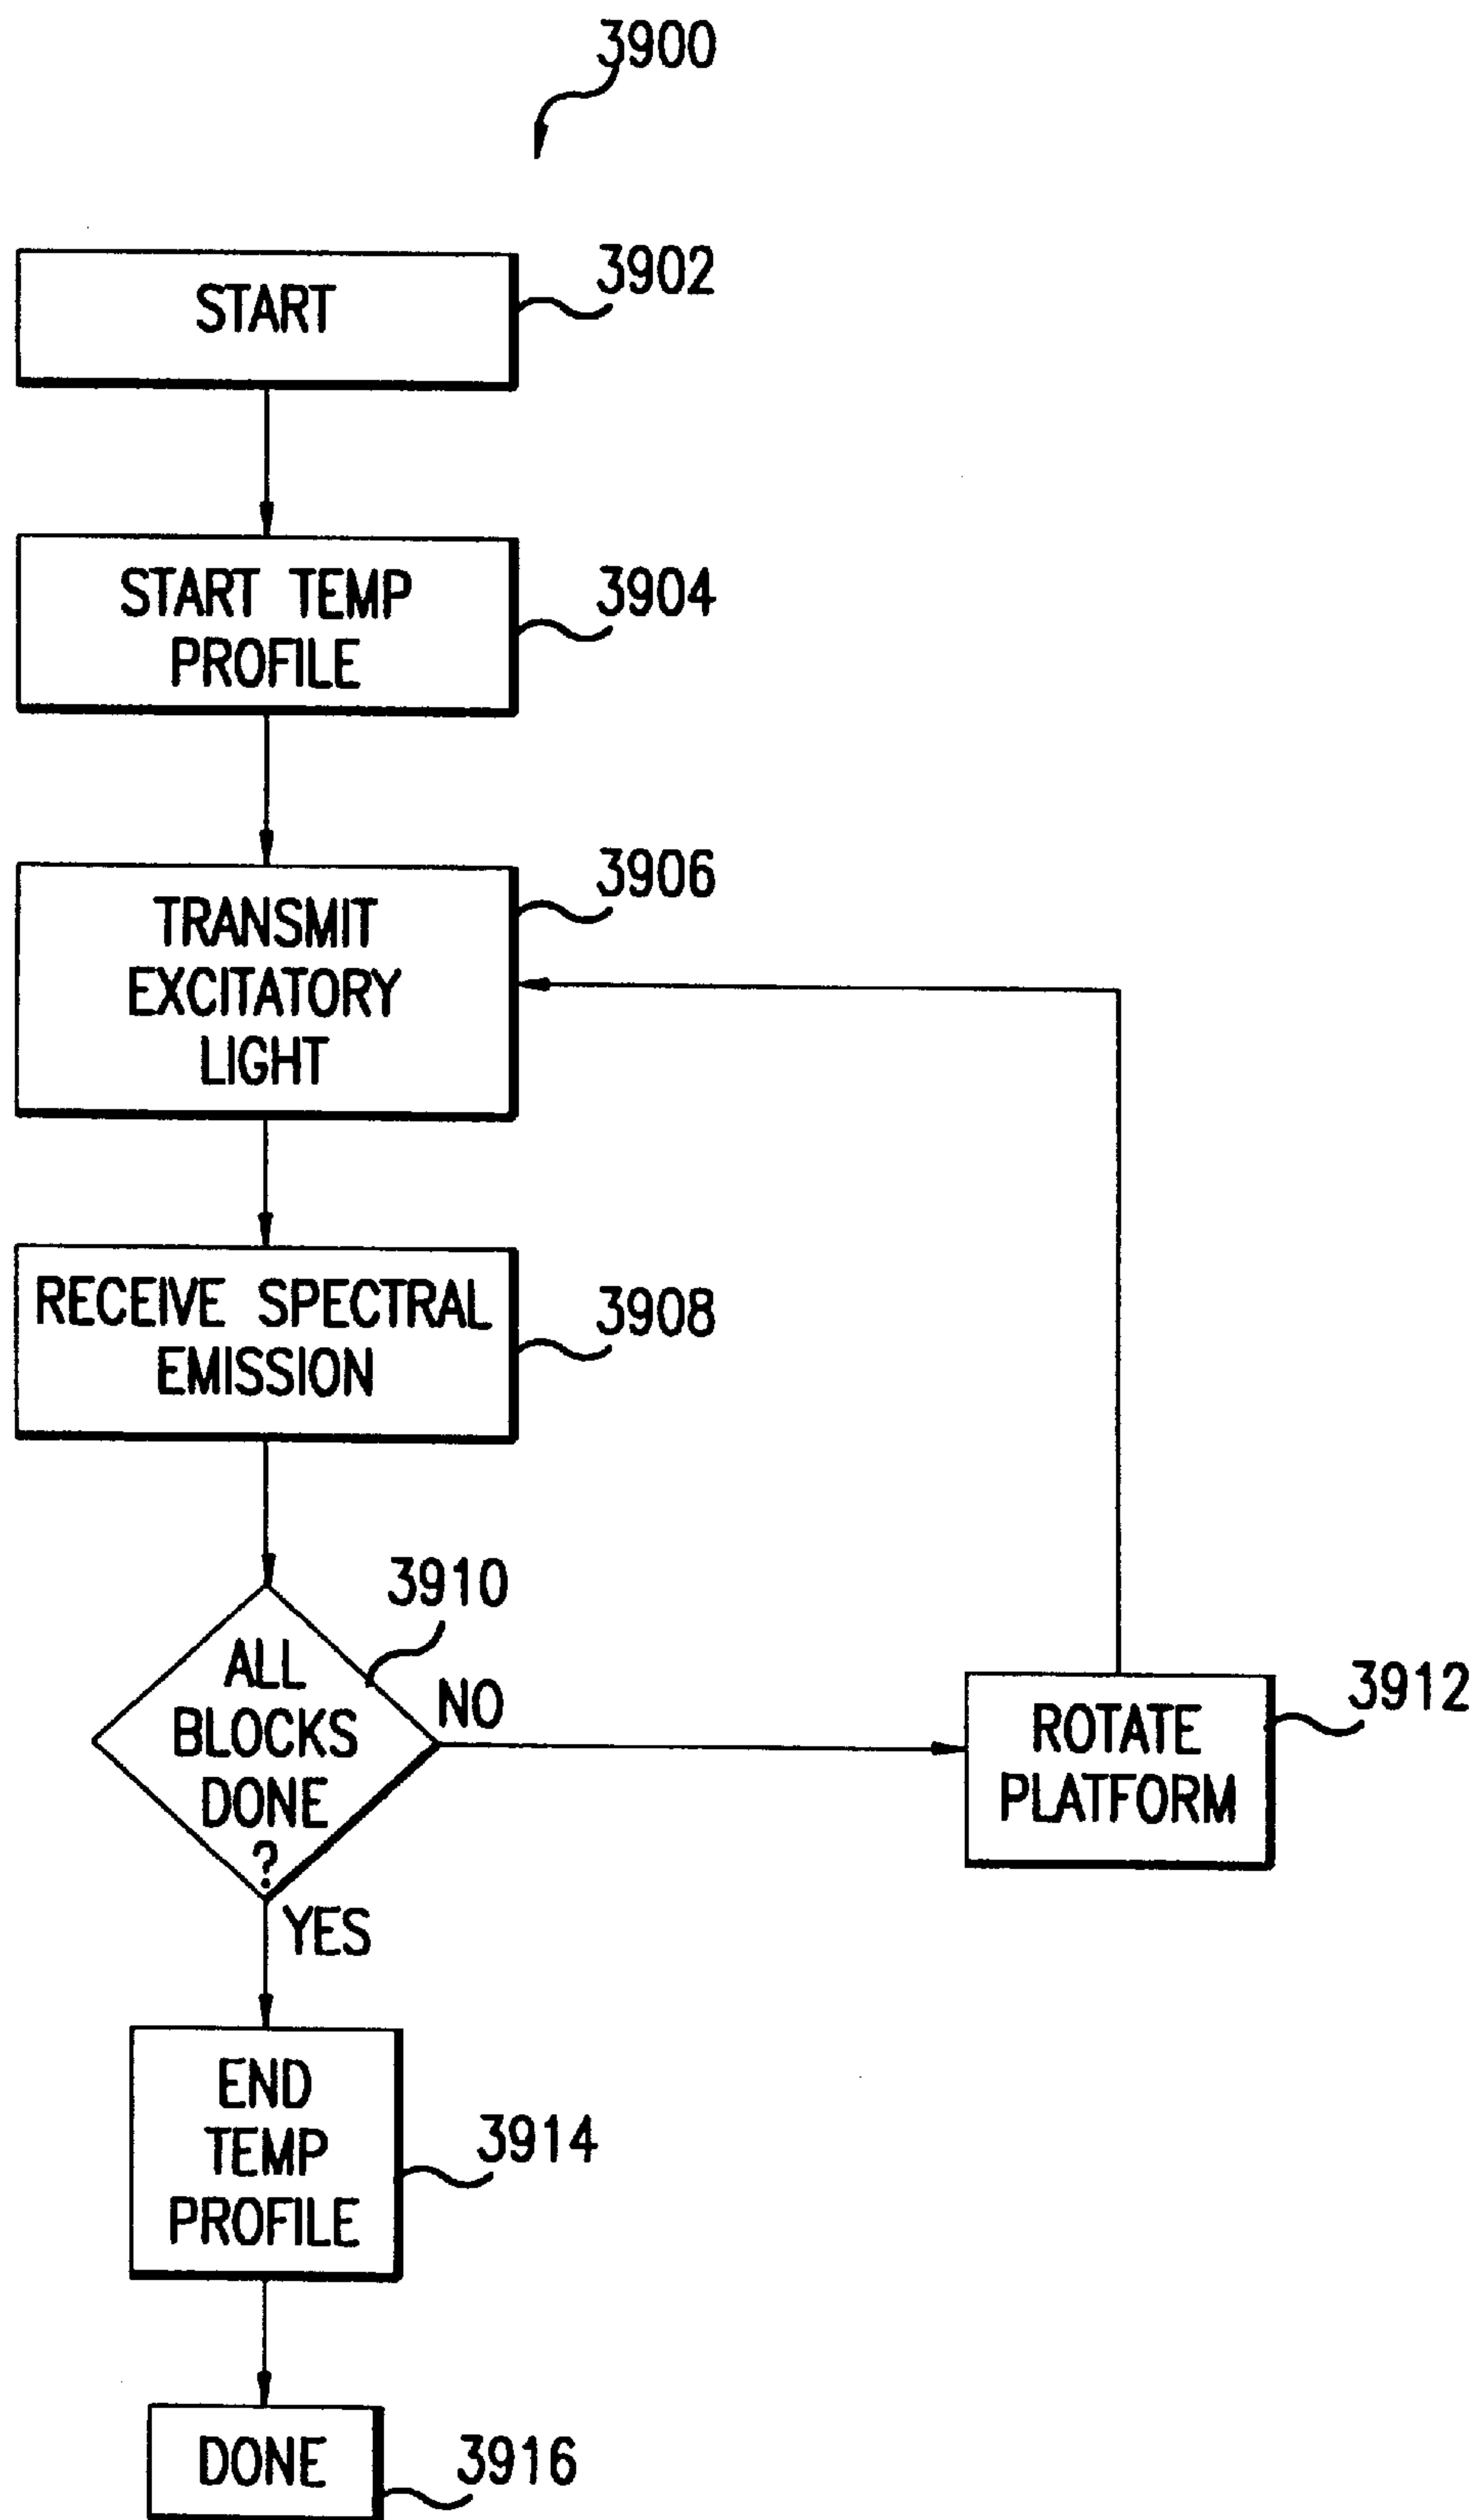 3900
START
3902
START TEMP
PROFILE
3904
TRANSMIT
EXCITATORY
LIGHT
3906
RECEIVE SPECTRAL
EMISSION
3908
3910
ALL
BLOCKS
DONE
?
NO
YES
ROTATE
PLATFORM
3912
END
TEMP
PROFILE
3914
DONE
3916